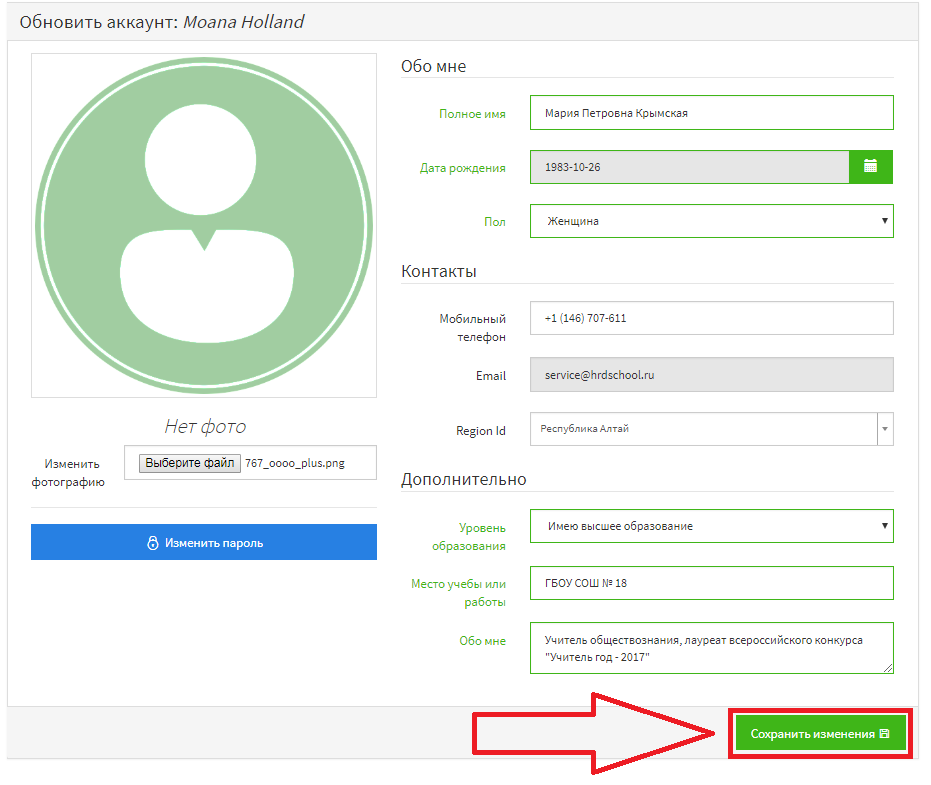 Обновить аккаунт: Moana Holland
Обо мне
Полное имя
Мария Петровна Крымская
Дата рождения
1983-10-26
Пол
Женщина
Контакты
Мобильный
телефон
+1 (146) 707-611
Email
service@hrdschool.ru
Region Id
Республика Алтай
Нет фото
Изменить
фотографию
Выберите файл 767_oooo_plus.png
Изменить пароль
Дополнительно
Уровень
образования
Имею высшее образование
Место учебы или
работы
ГБОУ СОШ № 18
Обо мне
Учитель обществознания, лауреат всероссийского конкурса
"Учитель год - 2017"
Сохранить изменения